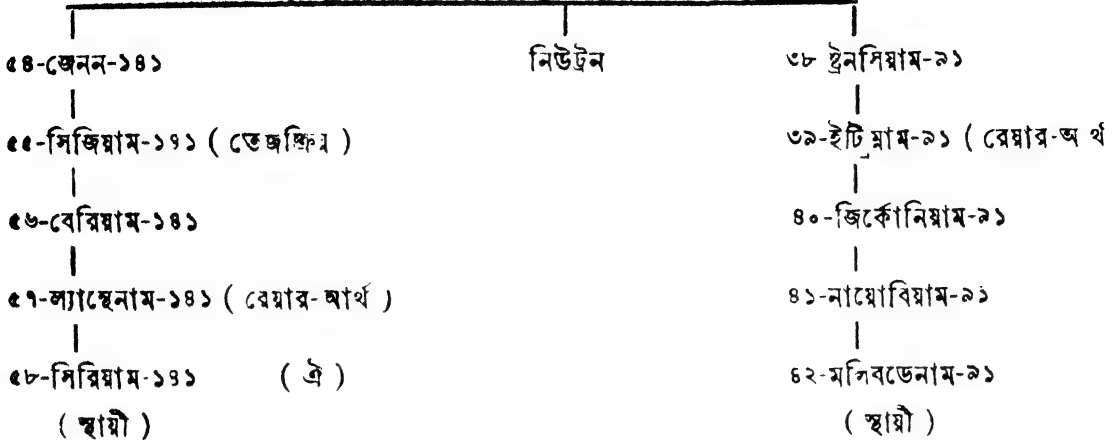 ৫৪-জেনন-১৪১ নিউট্রন ৩৮ ষ্ট্রনসিয়াম-৯১
৫৫-সিজিয়াম-১৪১ ( তেজস্ক্রিয় ) ৩৯-ইট্রিয়াম-৯১ ( রেয়ার-অর্থ
৫৬-বেরিয়াম-১৪১ ৪০-জির্কোনিয়াম-৯১
৫৭-ল্যান্থেনাম-১৪১ ( রেয়ার-আর্থ ) ৪১-নায়োবিয়াম-৯১
৫৮-সিরিয়াম-১৪১ ( ঐ ) ৪২-মলিবডেনাম-৯১
( স্থায়ী ) ( স্থায়ী )